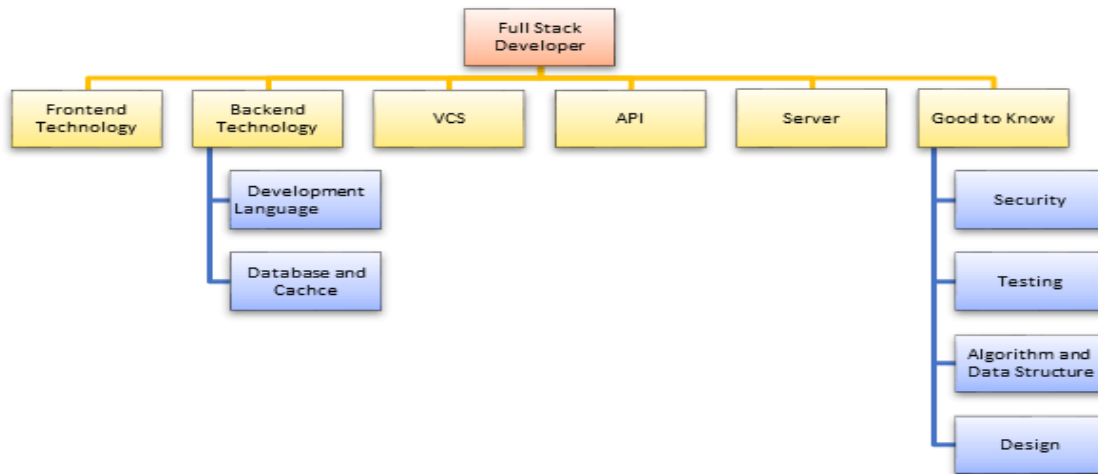 Full Stack
Developer
Frontend
Technology
Backend
Technology
VCS
API
Server
Good to Know
Development
Language
Database and
Cachce
Security
Testing
Algorithm and
Data Structure
Design